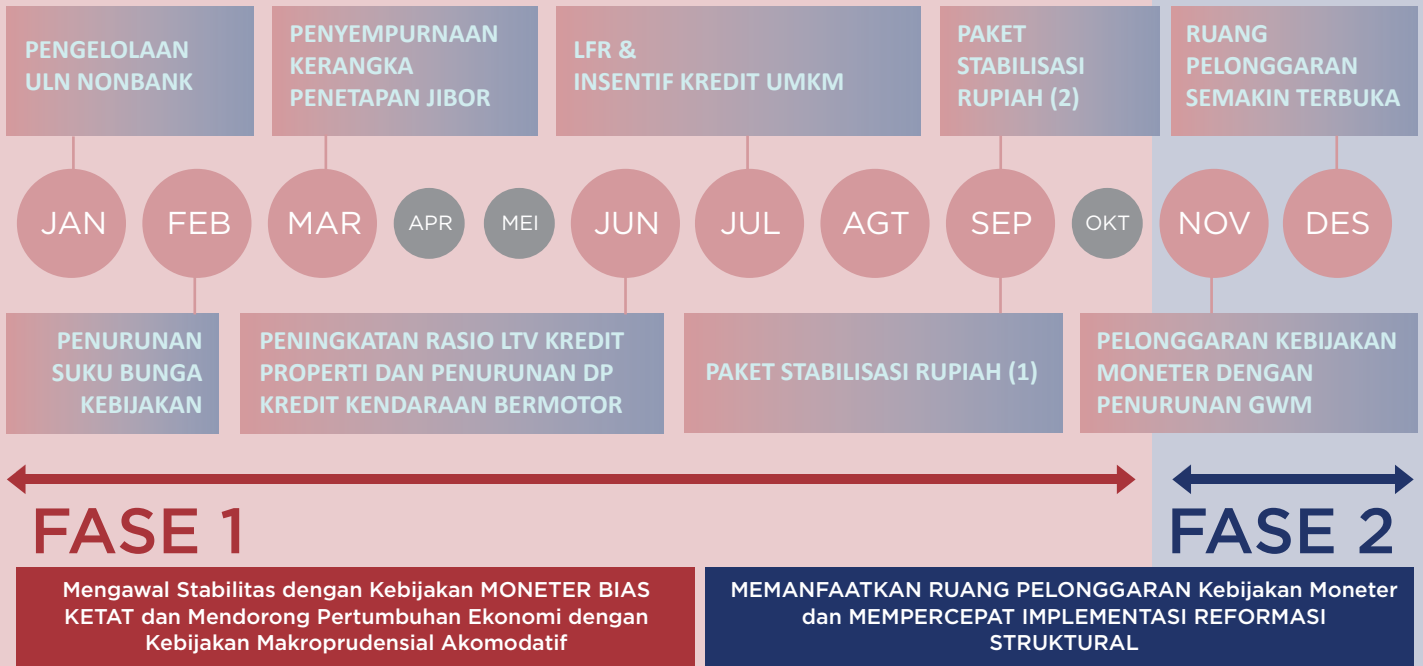 PENGELOLAAN
ULN NONBANK
PENYEMPURNAAN
KERANGKA
PENETAPAN JIBOR
LFR &
INSENTIF KREDIT UMKM
PAKET
STABILISASI
RUPIAH (2)
RUANG
PELONGGARAN
SEMAKIN TERBUKA
JAN
FEB
MAR
APR
MEI
JUN
JUL
AGT
SEP
OKT
NOV
DES
PENURUNAN
SUKU BUNGA
KEBIJAKAN
PENINGKATAN RASIO LTV KREDIT
PROPERTI DAN PENURUNAN DP
KREDIT KENDARAAN BERMOTOR
PAKET STABILISASI RUPIAH (1)
PELONGGARAN KEBIJAKAN
MONETER DENGAN
PENURUNAN GWM
FASE 1
FASE 2
Mengawal Stabilitas dengan Kebijakan MONETER BIAS
KETAT dan Mendorong Pertumbuhan Ekonomi dengan
Kebijakan Makroprudensial Akomodatif
MEMANFAATKAN RUANG PELONGGARAN Kebijakan Moneter
dan MEMPERCEPAT IMPLEMENTASI REFORMASI
STRUKTURAL